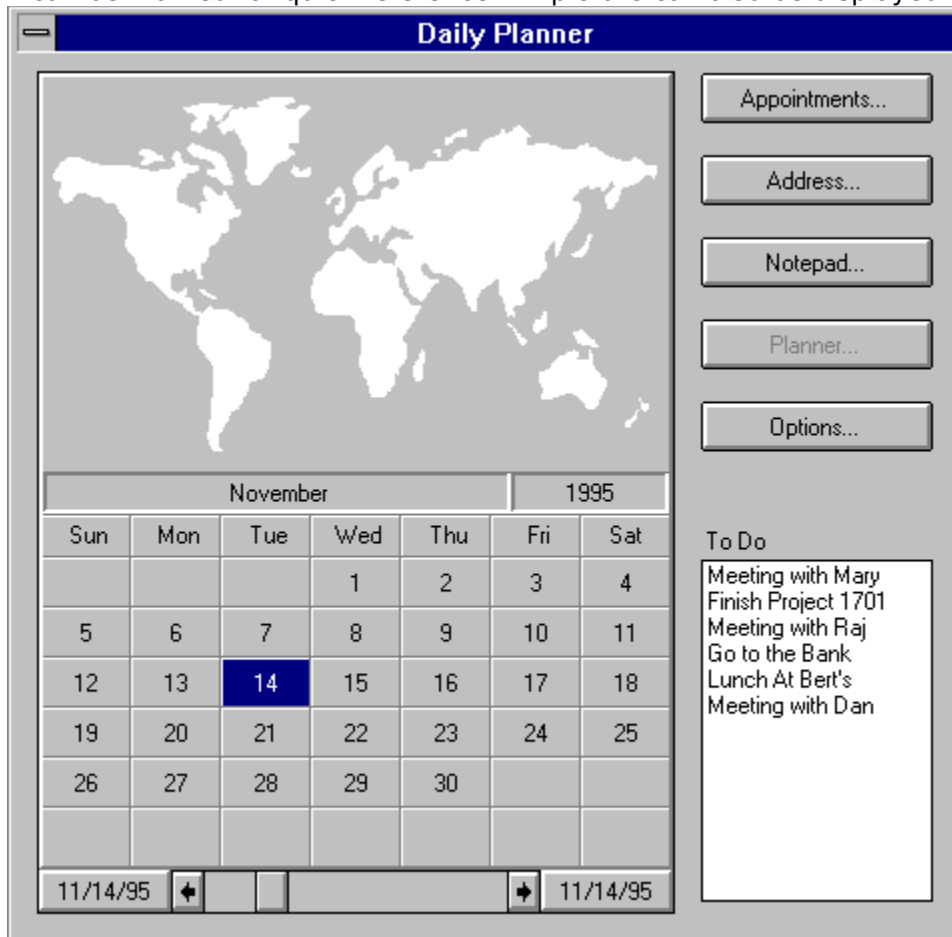 Daily Planner
Appointments...
Address...
Notepad...
Planner...
Options...
November 1995
Sun Mon Tue Wed Thu Fri Sat
1 2 3 4
5 6 7 8 9 10 11
12 13 14 15 16 17 18
19 20 21 22 23 24 25
26 27 28 29 30
11/14/95 11/14/95
To Do
Meeting with Mary
Finish Project 1701
Meeting with Raj
Go to the Bank
Lunch At Bert's
Meeting with Dan